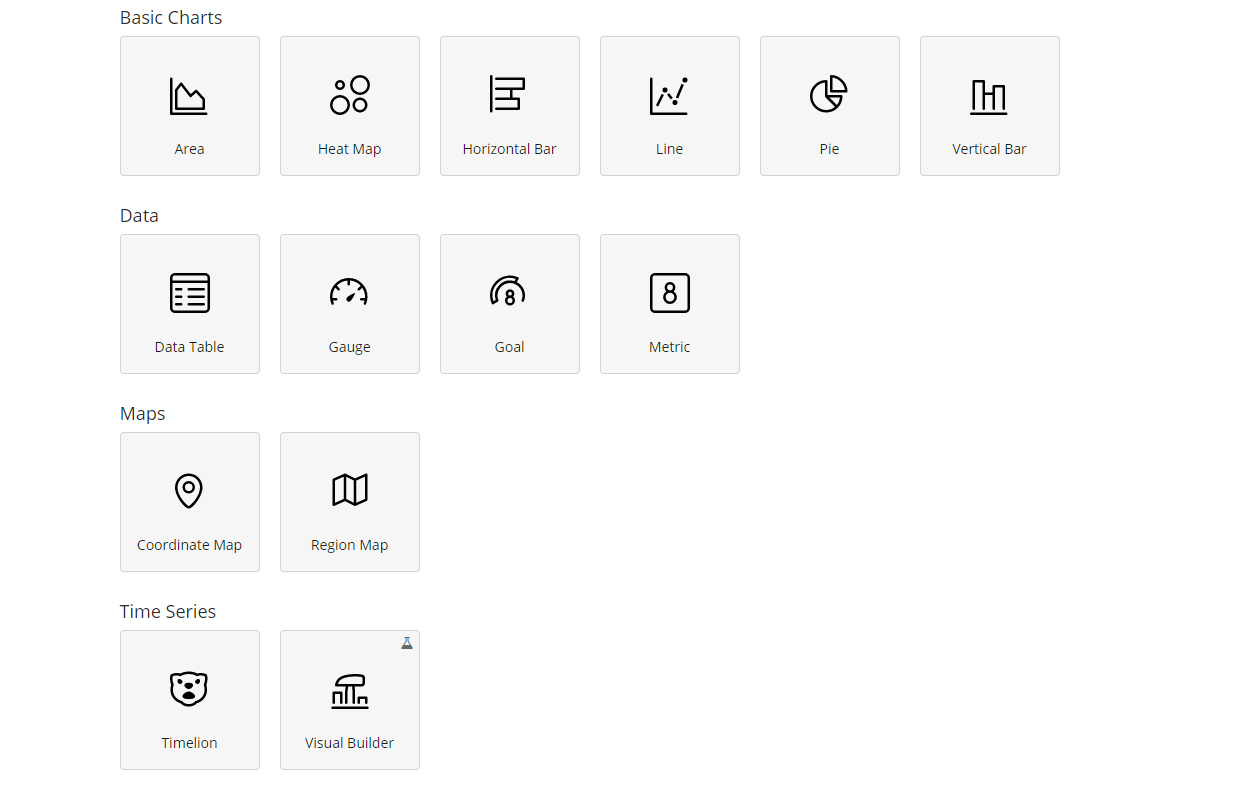 Basic Charts
Area
Heat Map
Horizontal Bar
Line
Pie
Vertical Bar
Data
Data Table
Gauge
8
Goal
8
Metric
Maps
Coordinate Map
Region Map
Time Series
Timelion
Visual Builder